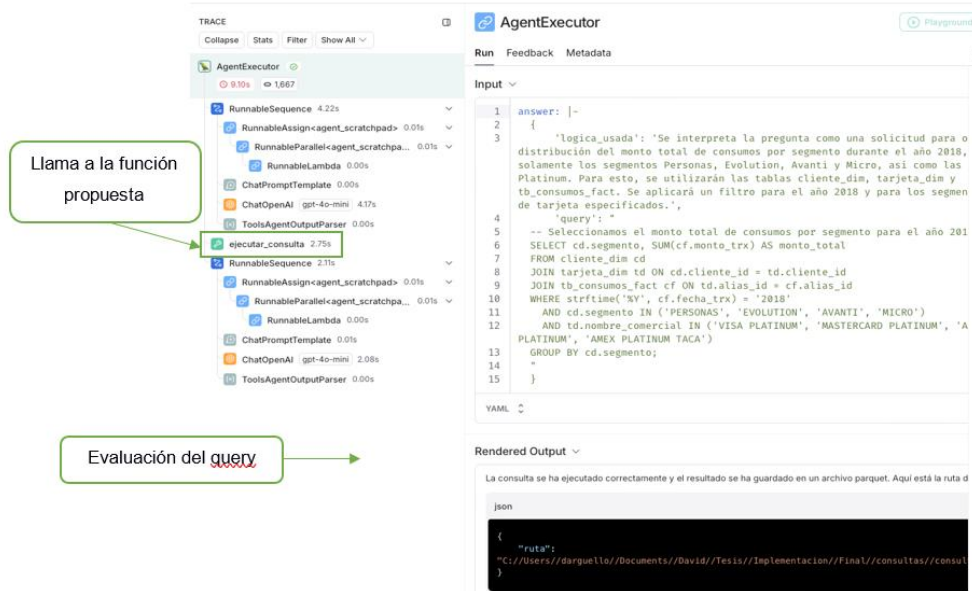 Llama a la función
propuesta
Evaluación del query
TRACE
Collapse Stats Filter Show All
AgentExecutor
9.10s 1,667
RunnableSequence 4.22s
RunnableAssign<agent_scratchpad> 0.01s
RunnableParallel<agent_scratchpa... 0.01s
RunnableLambda 0.00s
ChatPromptTemplate 0.00s
ChatOpenAI gpt-4o-mini 4.17s
ToolsAgentOutputParser 0.00s
ejecutar_consulta 2.75s
RunnableSequence 2.11s
RunnableAssign<agent_scratchpad> 0.01s
RunnableParallel<agent_scratchpa... 0.01s
RunnableLambda 0.00s
ChatPromptTemplate 0.01s
ChatOpenAI gpt-4o-mini 2.08s
ToolsAgentOutputParser 0.00s
AgentExecutor
Playground
Run Feedback Metadata
Input
1 answer: |-
2 {
3 'logica_usada': 'Se interpreta la pregunta como una solicitud para o
distribución del monto total de consumos por segmento durante el año 2018,
solamente los segmentos Personas, Evolution, Avanti y Micro, así como las
Platinum. Para esto, se utilizarán las tablas cliente_dim, tarjeta_dim y
tb_consumos_fact. Se aplicará un filtro para el año 2018 y para los segmen
de tarjeta especificados.',
4 'query': "
5 -- Seleccionamos el monto total de consumos por segmento para el año 201
6 SELECT cd.segmento, SUM(cf.monto_trx) AS monto_total
7 FROM cliente_dim cd
8 JOIN tarjeta_dim td ON cd.cliente_id = td.cliente_id
9 JOIN tb_consumos_fact cf ON td.alias_id = cf.alias_id
10 WHERE strftime('%Y', cf.fecha_trx) = '2018'
11 AND cd.segmento IN ('PERSONAS', 'EVOLUTION', 'AVANTI', 'MICRO')
12 AND td.nombre_comercial IN ('VISA PLATINUM', 'MASTERCARD PLATINUM', 'A
PLATINUM', 'AMEX PLATINUM TACA')
13 GROUP BY cd.segmento;
14 "
15 }
YAML
Rendered Output
La consulta se ha ejecutado correctamente y el resultado se ha guardado en un archivo parquet. Aquí está la ruta d
json
{
"ruta":
"C://Users//darguello//Documents//David//Tesis//Implementacion//Final//consultas//consul
}